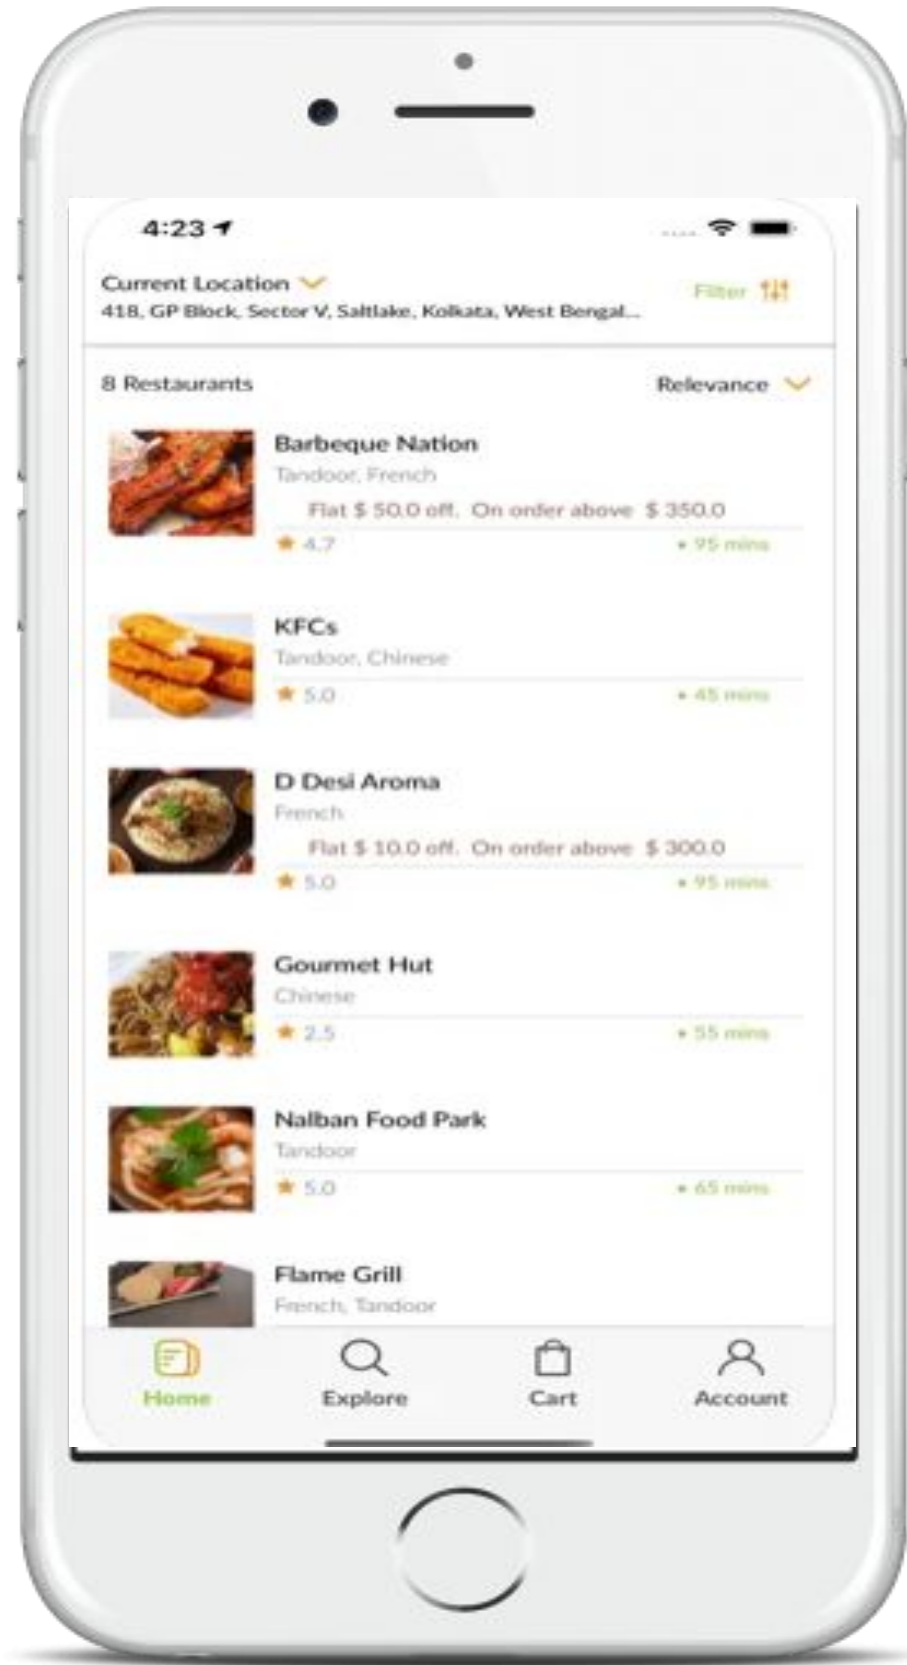 4:23
Current Location
Filter
418, GP Block, Sector V, Saltlake, Kolkata, West Bengal...
8 Restaurants
Relevance
Barbeque Nation
Tandoor, French
Flat $ 50.0 off. On order above $ 350.0
4.7
• 95 mins
KFCs
Tandoor, Chinese
5.0
• 45 mins
D Desi Aroma
French
Flat $ 10.0 off. On order above $ 300.0
5.0
• 95 mins
Gourmet Hut
Chinese
2.5
• 55 mins
Nalban Food Park
Tandoor
5.0
• 65 mins
Flame Grill
French, Tandoor
Home
Explore
Cart
Account